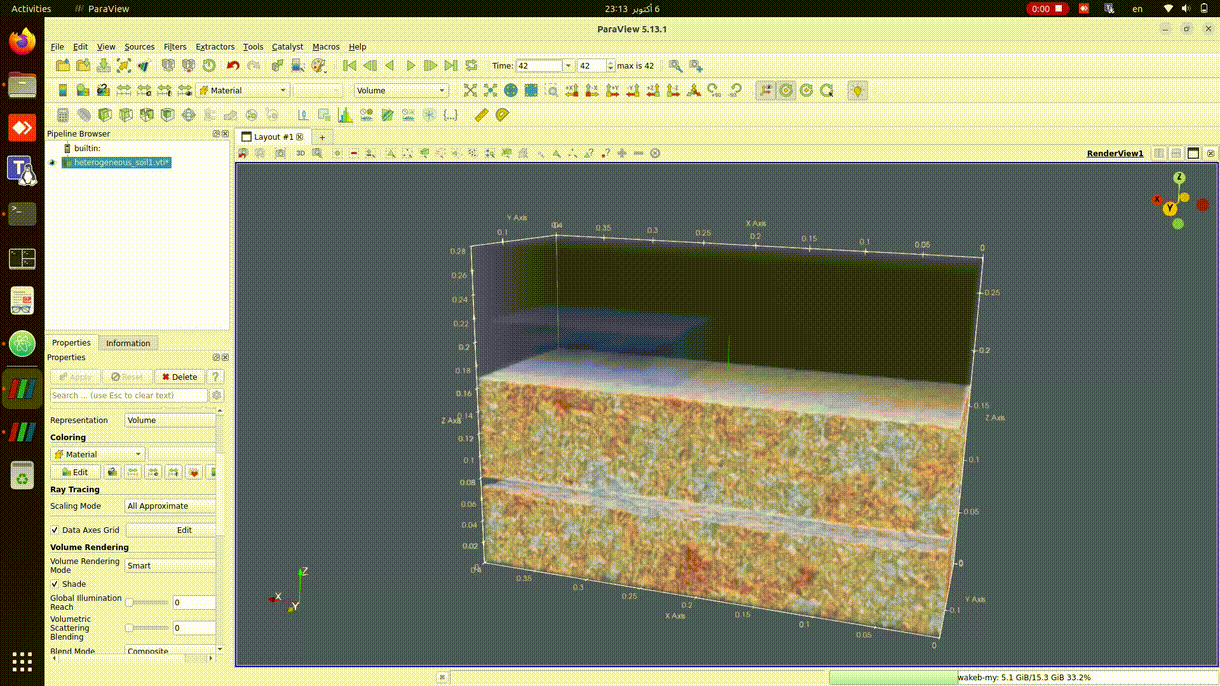 Activities
ParaView
6 أكتوبر 23:13
0:00
en
ParaView 5.13.1
File Edit View Sources Filters Extractors Tools Catalyst Macros Help
Time: 42 42 max is 42
Material
Volume
Pipeline Browser
builtin:
heterogeneous_soil1.vti*
Layout #1
+
3D
RenderView1
Properties Information
Properties
Apply Reset Delete ?
Search ... (use Esc to clear text)
Representation Volume
Coloring
Material
Edit
Ray Tracing
Scaling Mode All Approximate
Data Axes Grid Edit
Volume Rendering
Volume Rendering Mode Smart
Shade
Global Illumination Reach 0
Volumetric Scattering Blending 0
Blend Mode Composite
Y Axis
0.1
0.35
0.3
0.25
X Axis
0.2
0.15
0.1
0.05
0
0.28
0.26
0.24
0.22
0.2
0.18
0.16
0.14
Z Axis
0.12
0.1
0.08
0.06
0.04
0.02
0.25
0.2
0.15
Z Axis
0.1
0.05
0
Y Axis
0.1
0.35
0.3
0.25
0.2
X Axis
0.1
0.05
0
Z
X
Y
Z
X
Y
wakeb-my: 5.1 GiB/15.3 GiB 33.2%